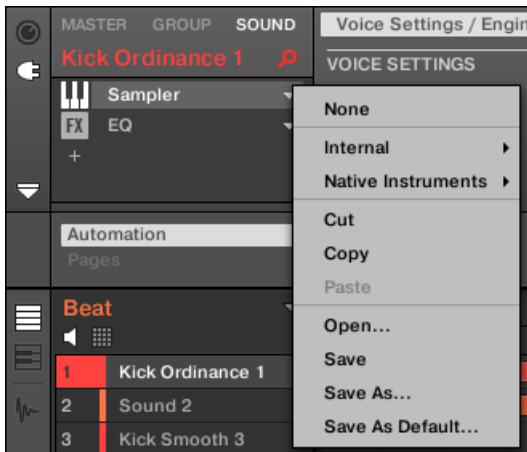 MASTER GROUP SOUND
Kick Ordinance 1
Voice Settings / Engin
VOICE SETTINGS
Sampler
FX EQ
+
None
Internal
Native Instruments
Cut
Copy
Paste
Open...
Save
Save As...
Save As Default...
Automation
Pages
Beat
1 Kick Ordinance 1
2 Sound 2
3 Kick Smooth 3